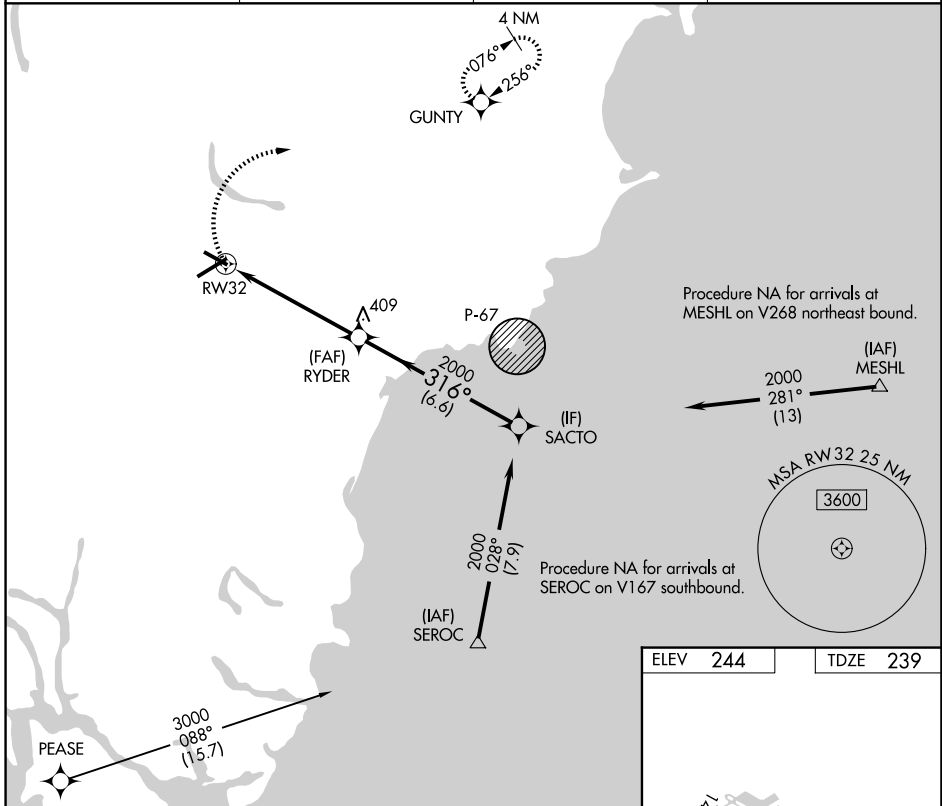 4 NM
076°
256°
GUNTY
RW32
409
(FAF)
RYDER
P-67
2000
316°
(6.6)
(IF)
SACTO
Procedure NA for arrivals at
MESHL on V268 northeast bound.
(IAF)
MESHL
2000
281°
(13)
MSA RW32 25 NM
3600
2000
028°
(7.9)
Procedure NA for arrivals at
SEROC on V167 southbound.
(IAF)
SEROC
ELEV 244
TDZE 239
3000
088°
(15.7)
PEASE